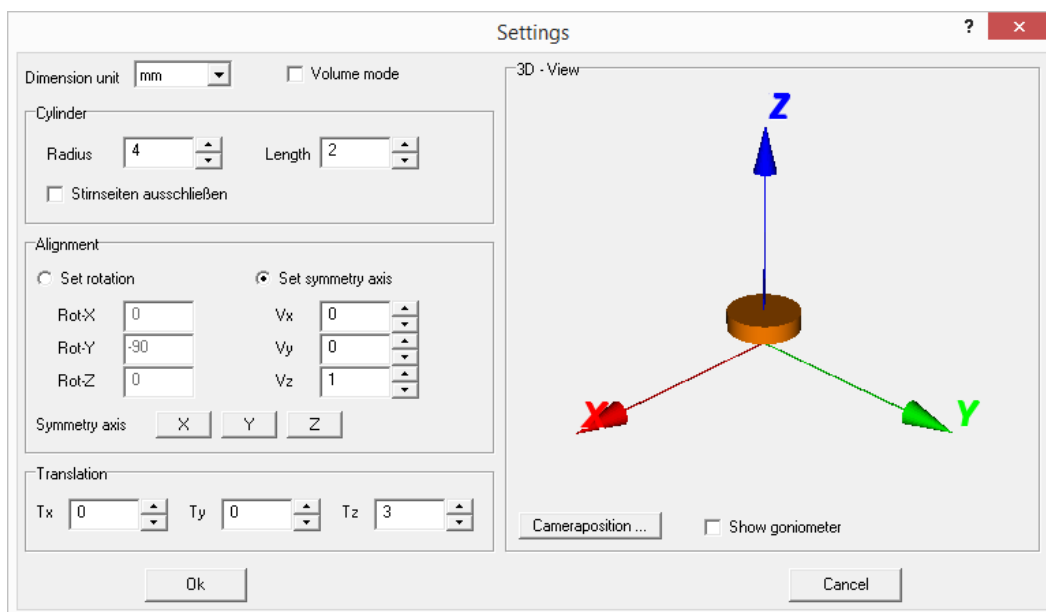 Settings
? ×
Dimension unit mm Volume mode
Cylinder
Radius 4 Length 2
Stirnseiten ausschließen
Alignment
Set rotation Set symmetry axis
Rot-X 0 Vx 0
Rot-Y -90 Vy 0
Rot-Z 0 Vz 1
Symmetry axis X Y Z
Translation
Tx 0 Ty 0 Tz 3
Ok
3D - View
Z
X Y
Cameraposition ... Show goniometer
Cancel